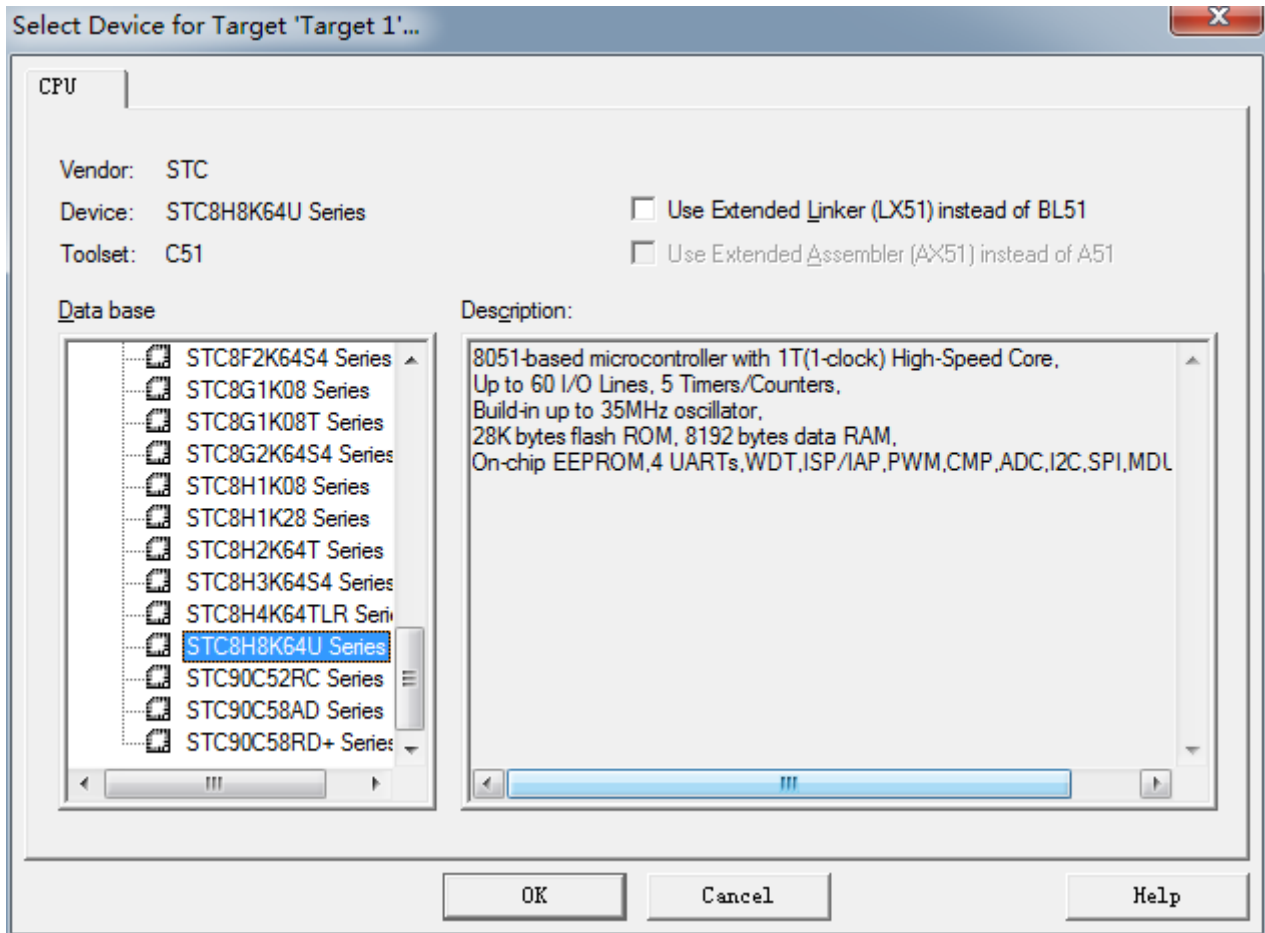 Select Device for Target 'Target 1'...
CPU
Vendor: STC
Device: STC8H8K64U Series
Toolset: C51
Use Extended Linker (LX51) instead of BL51
Use Extended Assembler (AX51) instead of A51
Data base
STC8F2K64S4 Series
STC8G1K08 Series
STC8G1K08T Series
STC8G2K64S4 Series
STC8H1K08 Series
STC8H1K28 Series
STC8H2K64T Series
STC8H3K64S4 Series
STC8H4K64TLR Seri
STC8H8K64U Series
STC90C52RC Series
STC90C58AD Series
STC90C58RD+ Series
Description:
8051-based microcontroller with 1T(1-clock) High-Speed Core,
Up to 60 I/O Lines, 5 Timers/Counters,
Build-in up to 35MHz oscillator,
28K bytes flash ROM, 8192 bytes data RAM,
On-chip EEPROM,4 UARTs,WDT,ISP/IAP,PWM,CMP,ADC,I2C,SPI,MDU
OK
Cancel
Help